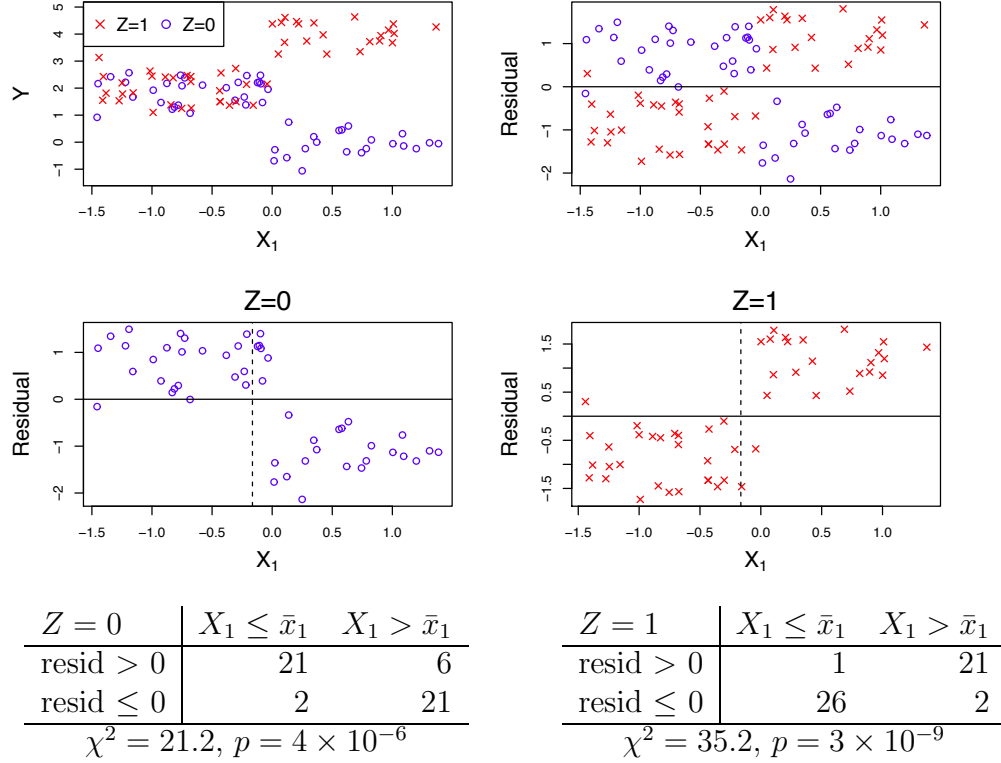 × Z=1 ○ Z=0
Y
5
4
3
2
1
0
−1
−1.5 −1.0 −0.5 0.0 0.5 1.0
X₁
Residual
1
0
−1
−2
−1.5 −1.0 −0.5 0.0 0.5 1.0
X₁
Z=0
Residual
1
0
−1
−2
−1.5 −1.0 −0.5 0.0 0.5 1.0
X₁
Z=1
Residual
1.5
0.5
−0.5
−1.5
−1.5 −1.0 −0.5 0.0 0.5 1.0
X₁
Z = 0 X₁ ≤ x̄₁ X₁ > x̄₁
resid > 0 21 6
resid ≤ 0 2 21
χ² = 21.2, p = 4 × 10⁻⁶
Z = 1 X₁ ≤ x̄₁ X₁ > x̄₁
resid > 0 1 21
resid ≤ 0 26 2
χ² = 35.2, p = 3 × 10⁻⁹